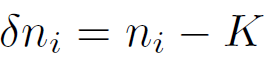 δn_i = n_i − K